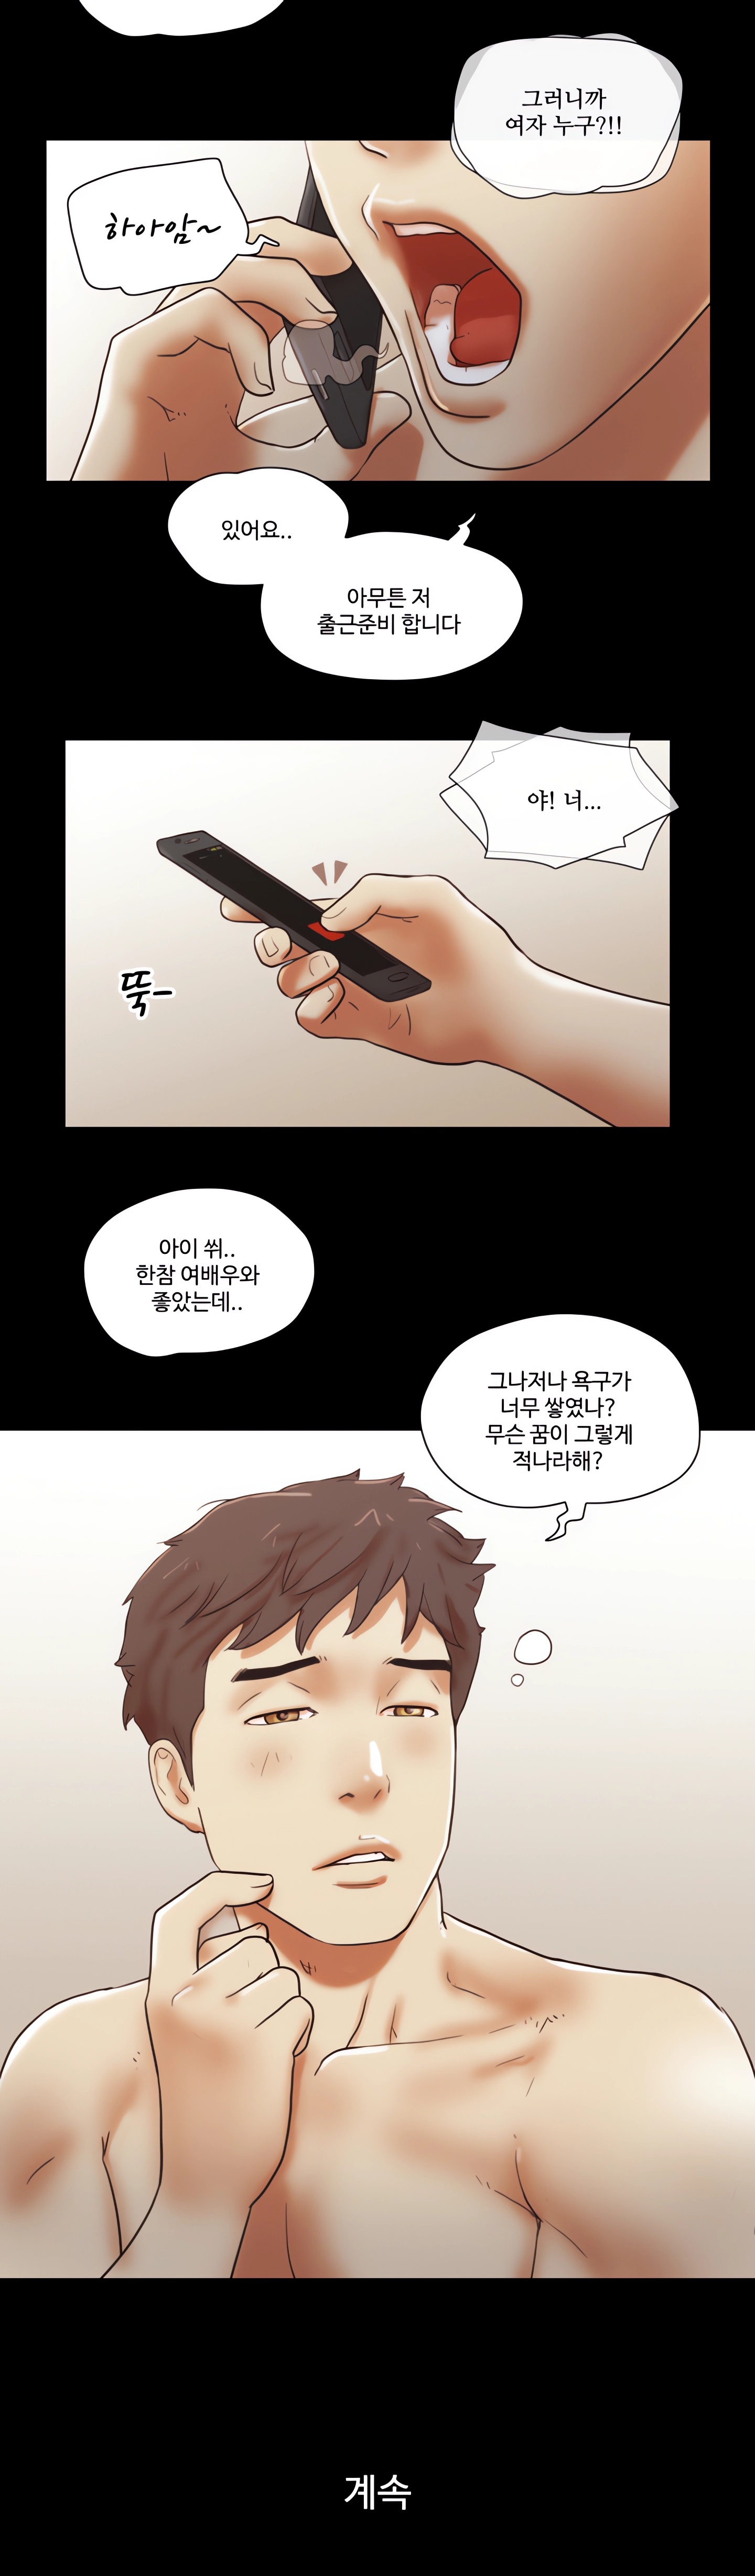 그러니까
여자 누구?!!
하아암~
있어요..
아무튼 저
출근준비 합니다
야! 너...
뚝-
아이 쒸..
한참 여배우와
좋았는데..
그나저나 욕구가
너무 쌓였나?
무슨 꿈이 그렇게
적나라해?
계속